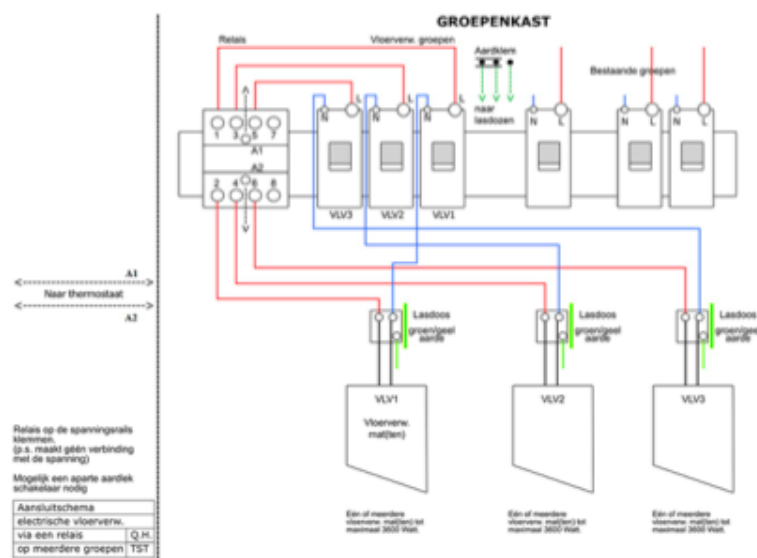 GROEPENKAST
Relais
Vloerverw. groepen
Aardklem
Bestaande groepen
naar
lasdozen
L
L
L
N
N
N
N
L
N
L
N
L
1
3
5
7
A
A1
A2
2
4
6
8
V
VLV3
VLV2
VLV1
A1
Naar thermostaat
A2
Lasdoos
groen/geel
aarde
Lasdoos
groen/geel
aarde
Lasdoos
groen/geel
aarde
VLV1
Vloerverw.
mat(ten)
VLV2
VLV3
Relais op de spanningsrails
klemmen.
(p.s. maakt géén verbinding
met de spanning)
Mogelijk een aparte aardlek
schakelaar nodig
Eén of meerdere
vloerverw. mat(ten) tot
maximaal 3600 Watt.
Eén of meerdere
vloerverw. mat(ten) tot
maximaal 3600 Watt.
Eén of meerdere
vloerverw. mat(ten) tot
maximaal 3600 Watt.
Aansluitschema
electrische vloerverw.
via een relais Q.H.
op meerdere groepen TST